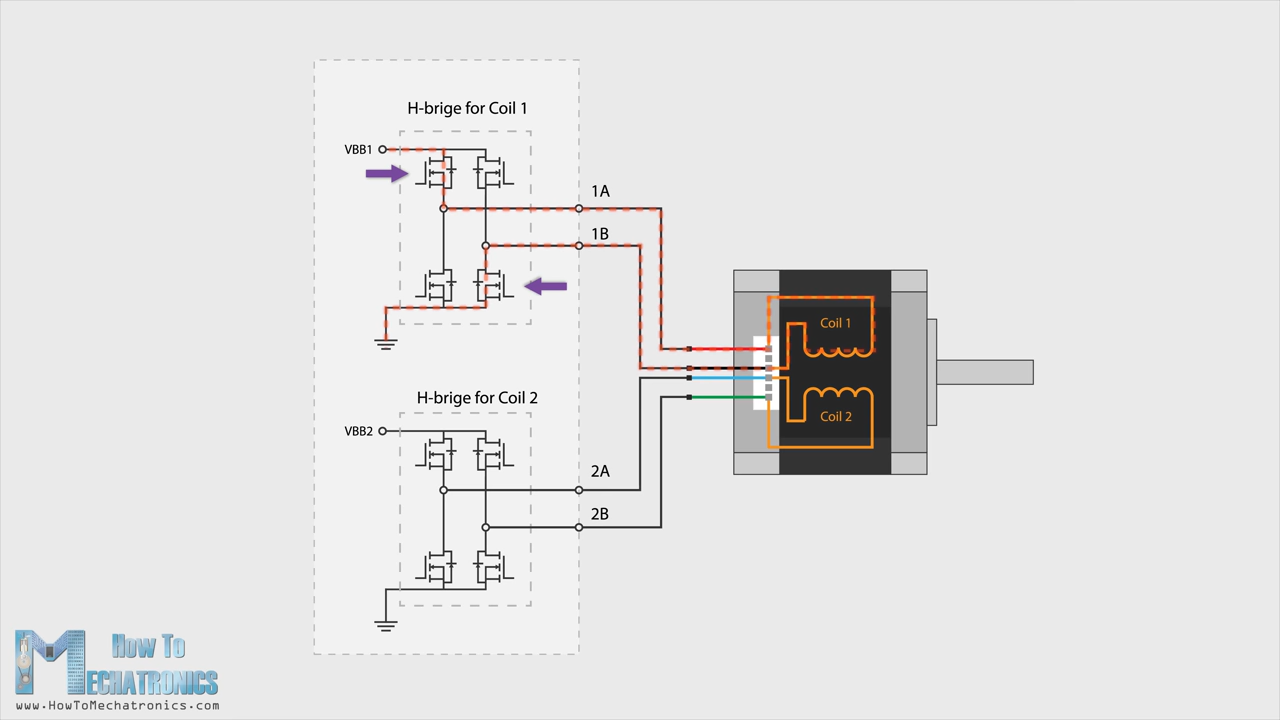 H-brige for Coil 1
VBB1
1A
1B
Coil 1
H-brige for Coil 2
Coil 2
VBB2
2A
2B
How To
MECHATRONICS
www.HowToMechatronics.com